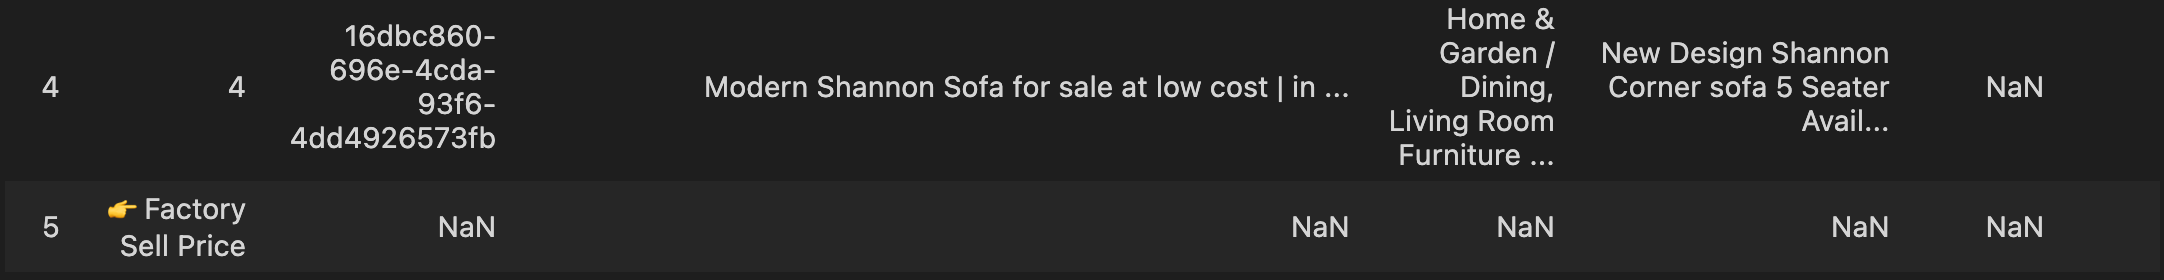 4 4 16dbc860-
696e-4cda-
93f6-
4dd4926573fb Modern Shannon Sofa for sale at low cost | in ... Home &
Garden /
Dining,
Living Room
Furniture ... New Design Shannon
Corner sofa 5 Seater
Avail... NaN
5 👉 Factory
Sell Price NaN NaN NaN NaN NaN